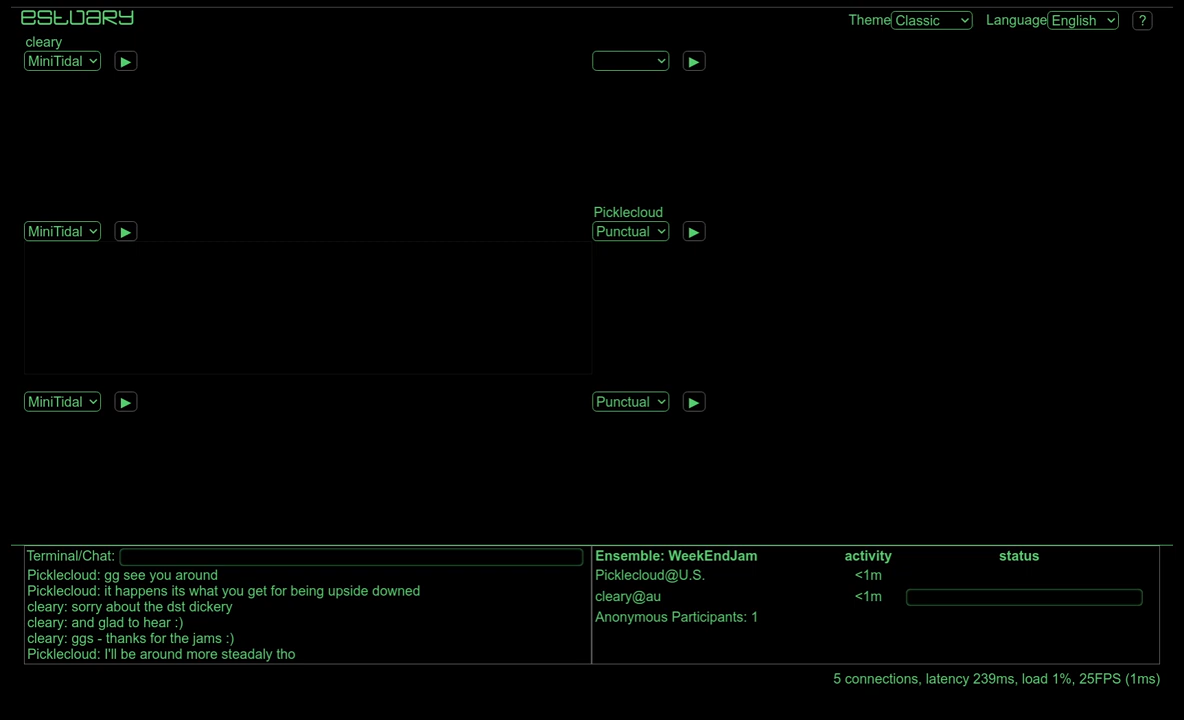 estuary
Theme Classic Language English ?
cleary
MiniTidal
Picklecloud
MiniTidal Punctual
MiniTidal Punctual
Terminal/Chat:
Picklecloud: gg see you around
Picklecloud: it happens its what you get for being upside downed
cleary: sorry about the dst dickery
cleary: and glad to hear :)
cleary: ggs - thanks for the jams :)
Picklecloud: I'll be around more steadaly tho
Ensemble: WeekEndJam activity status
Picklecloud@U.S. <1m
cleary@au <1m
Anonymous Participants: 1
5 connections, latency 239ms, load 1%, 25FPS (1ms)